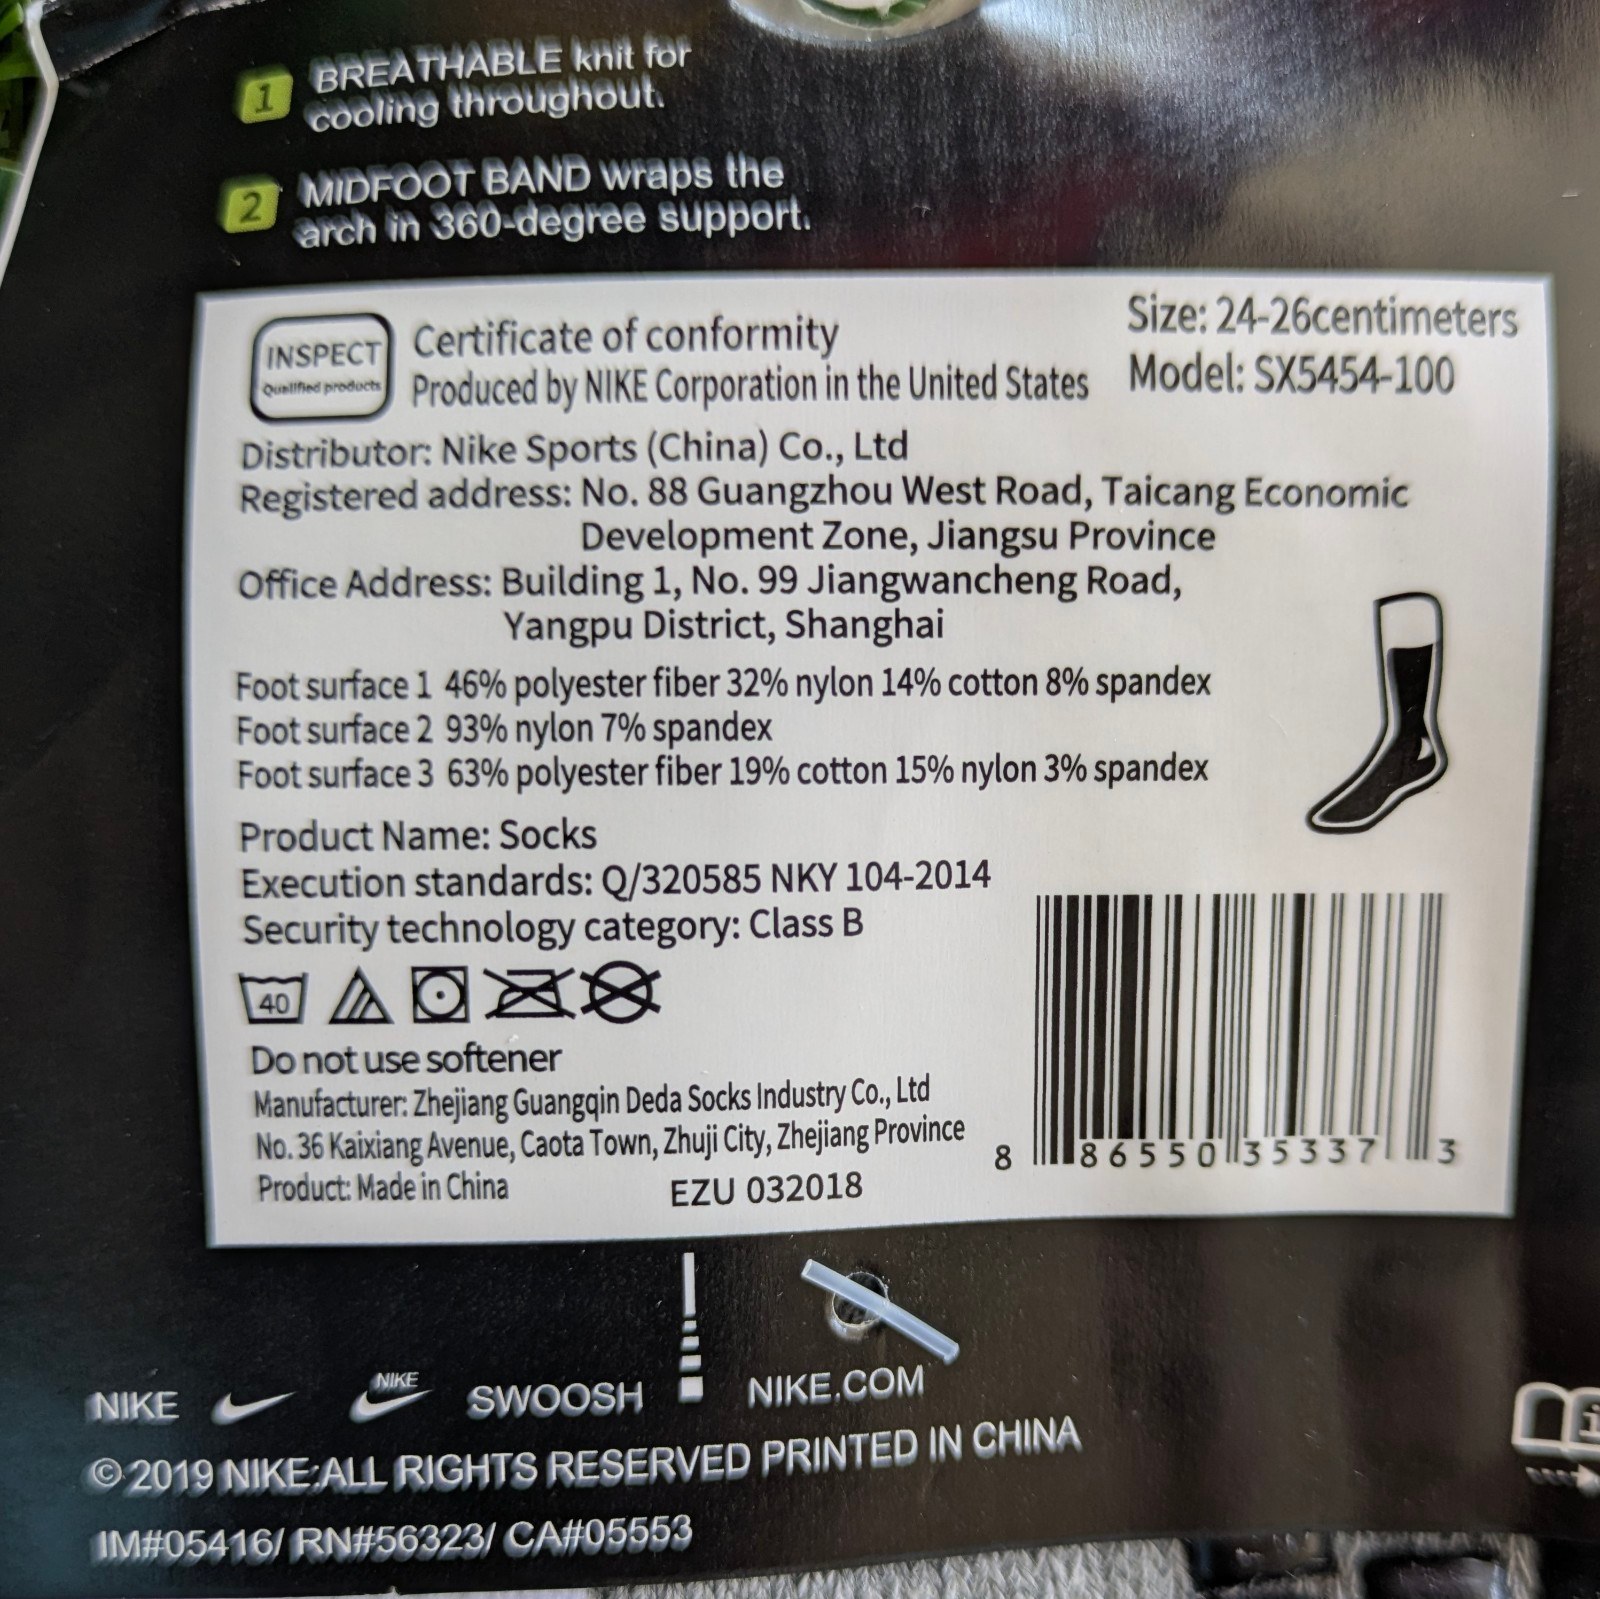 1 BREATHABLE knit for
cooling throughout.
2 MIDFOOT BAND wraps the
arch in 360-degree support.
INSPECT
Qualified products
Certificate of conformity
Produced by NIKE Corporation in the United States
Size: 24-26centimeters
Model: SX5454-100
Distributor: Nike Sports (China) Co., Ltd
Registered address: No. 88 Guangzhou West Road, Taicang Economic
Development Zone, Jiangsu Province
Office Address: Building 1, No. 99 Jiangwancheng Road,
Yangpu District, Shanghai
Foot surface 1 46% polyester fiber 32% nylon 14% cotton 8% spandex
Foot surface 2 93% nylon 7% spandex
Foot surface 3 63% polyester fiber 19% cotton 15% nylon 3% spandex
Product Name: Socks
Execution standards: Q/320585 NKY 104-2014
Security technology category: Class B
40
Do not use softener
Manufacturer: Zhejiang Guangqin Deda Socks Industry Co., Ltd
No. 36 Kaixiang Avenue, Caota Town, Zhuji City, Zhejiang Province
Product: Made in China
EZU 032018
8 86550 35337 3
NIKE NIKE SWOOSH NIKE.COM
© 2019 NIKE:ALL RIGHTS RESERVED PRINTED IN CHINA
IM#05416/ RN#56323/ CA#05553